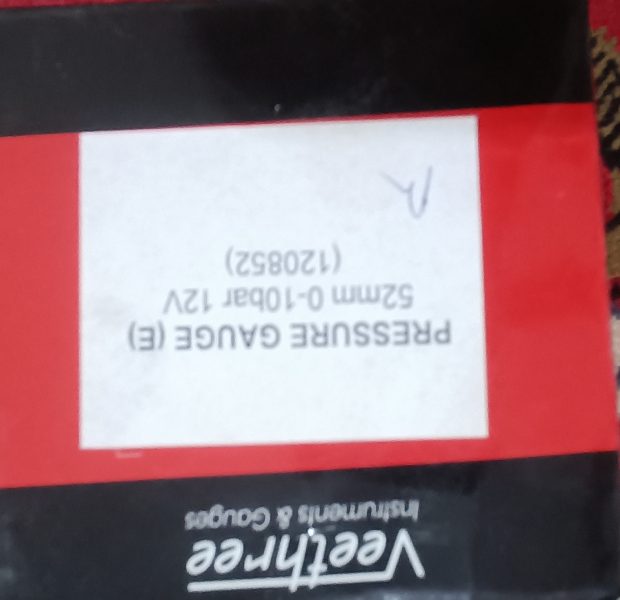 Veethree
Instruments & Gauges
PRESSURE GAUGE (E)
52mm 0-10bar 12V
(120852)